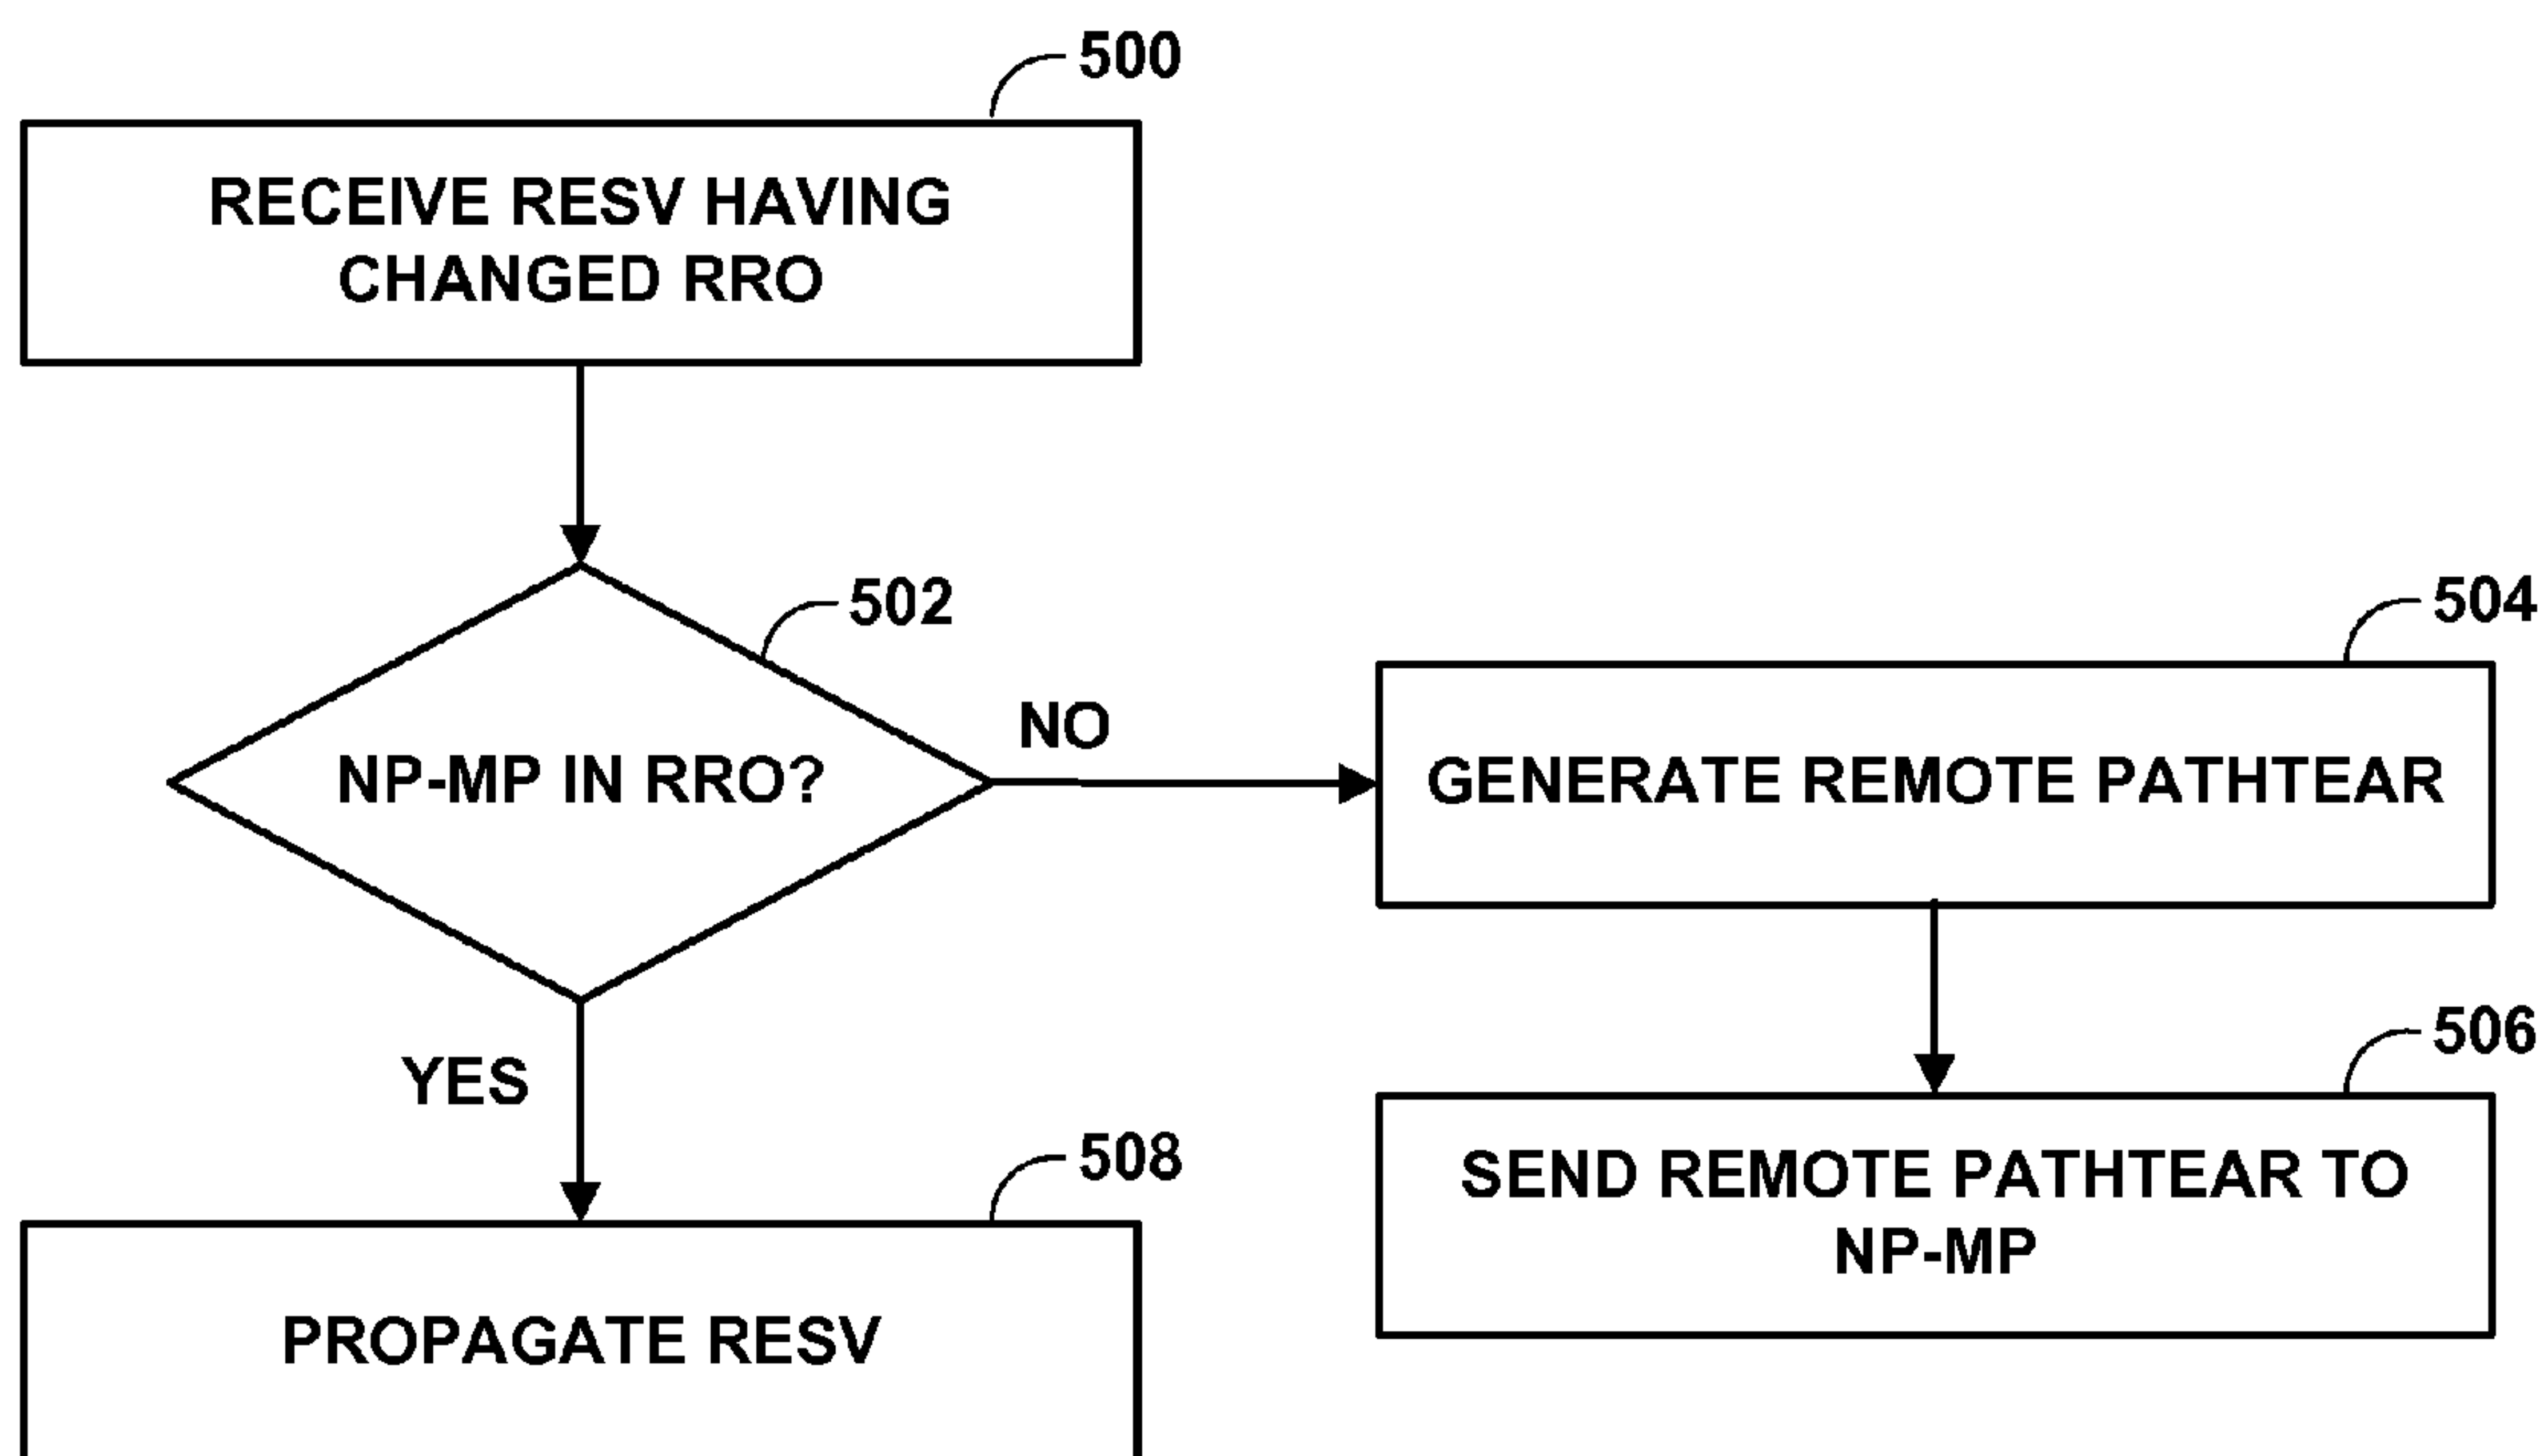 500
RECEIVE RESV HAVING
CHANGED RRO
502
NP-MP IN RRO?
NO
504
GENERATE REMOTE PATHTEAR
YES
506
SEND REMOTE PATHTEAR TO
NP-MP
508
PROPAGATE RESV